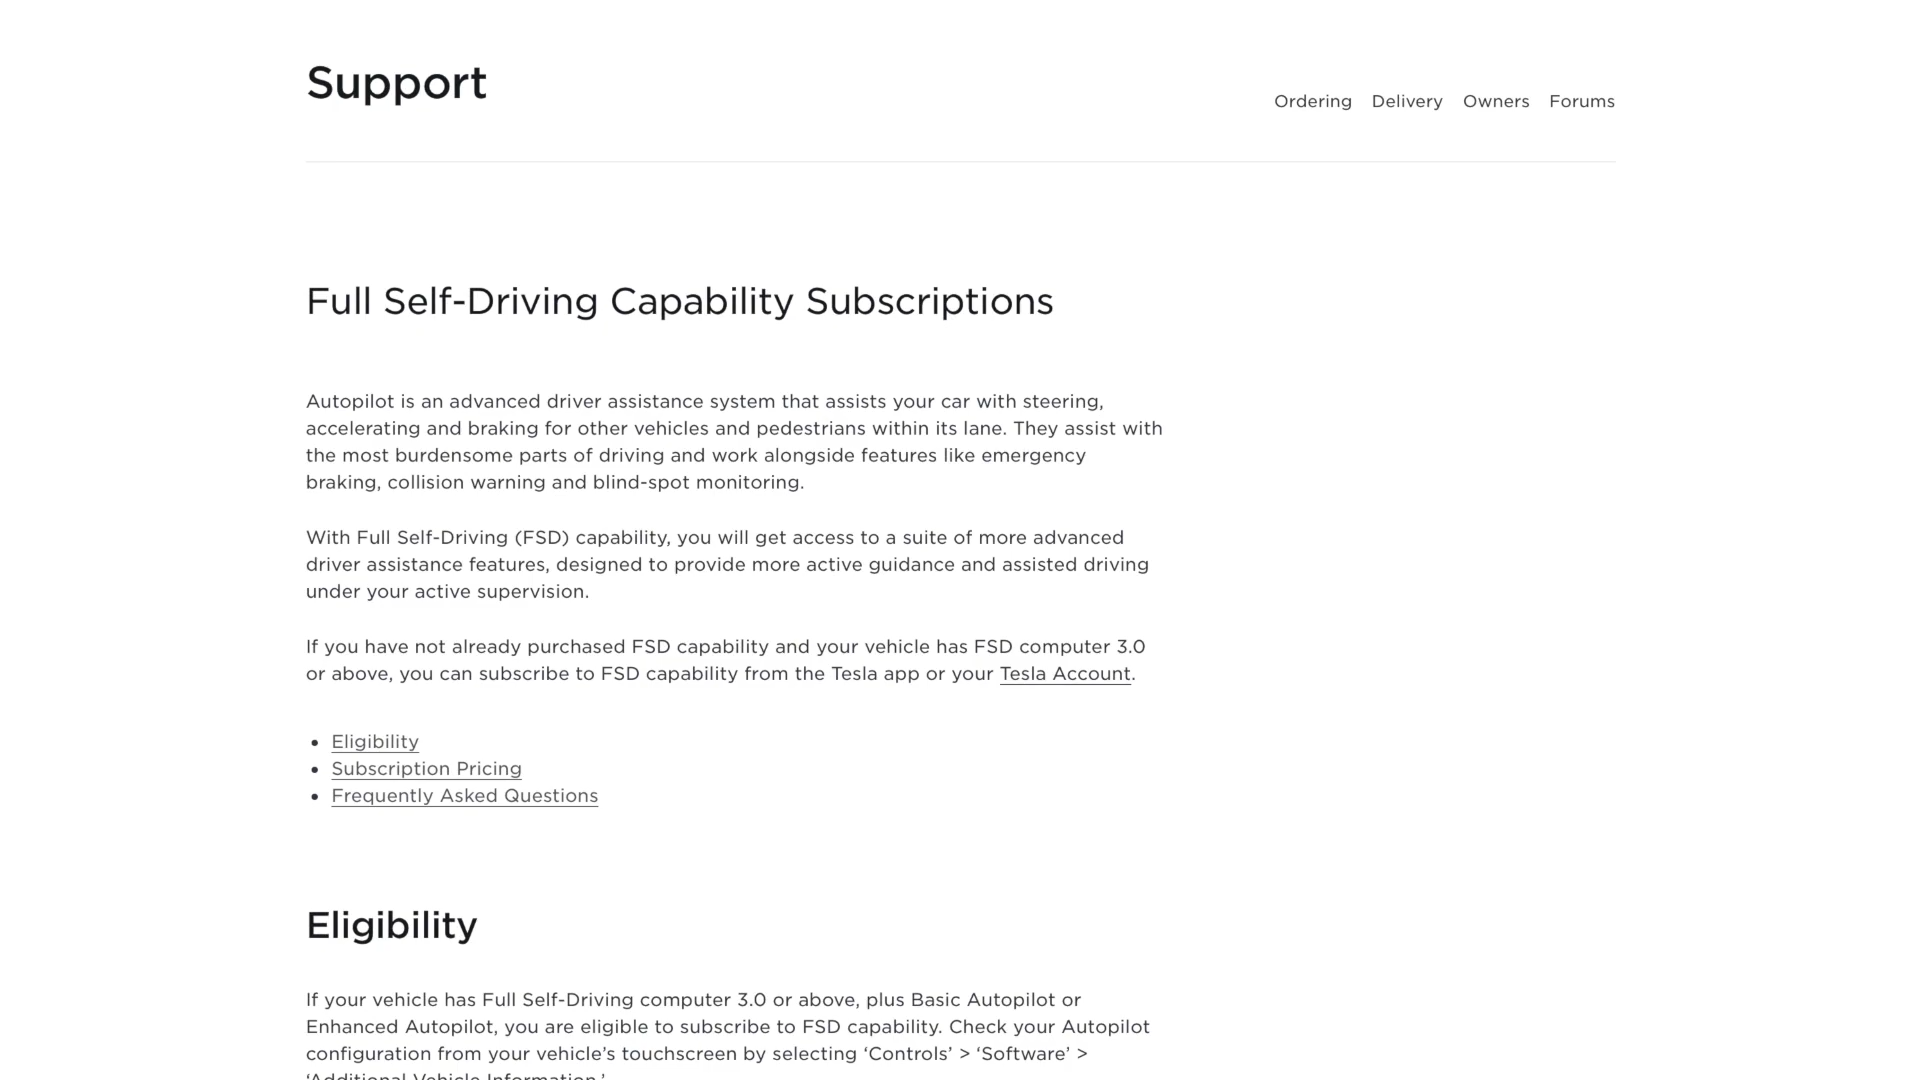 Support
Ordering Delivery Owners Forums
Full Self-Driving Capability Subscriptions
Autopilot is an advanced driver assistance system that assists your car with steering,
accelerating and braking for other vehicles and pedestrians within its lane. They assist with
the most burdensome parts of driving and work alongside features like emergency
braking, collision warning and blind-spot monitoring.
With Full Self-Driving (FSD) capability, you will get access to a suite of more advanced
driver assistance features, designed to provide more active guidance and assisted driving
under your active supervision.
If you have not already purchased FSD capability and your vehicle has FSD computer 3.0
or above, you can subscribe to FSD capability from the Tesla app or your Tesla Account.
• Eligibility
• Subscription Pricing
• Frequently Asked Questions
Eligibility
If your vehicle has Full Self-Driving computer 3.0 or above, plus Basic Autopilot or
Enhanced Autopilot, you are eligible to subscribe to FSD capability. Check your Autopilot
configuration from your vehicle’s touchscreen by selecting ‘Controls’ > ‘Software’ >
‘Additional Vehicle Information.’